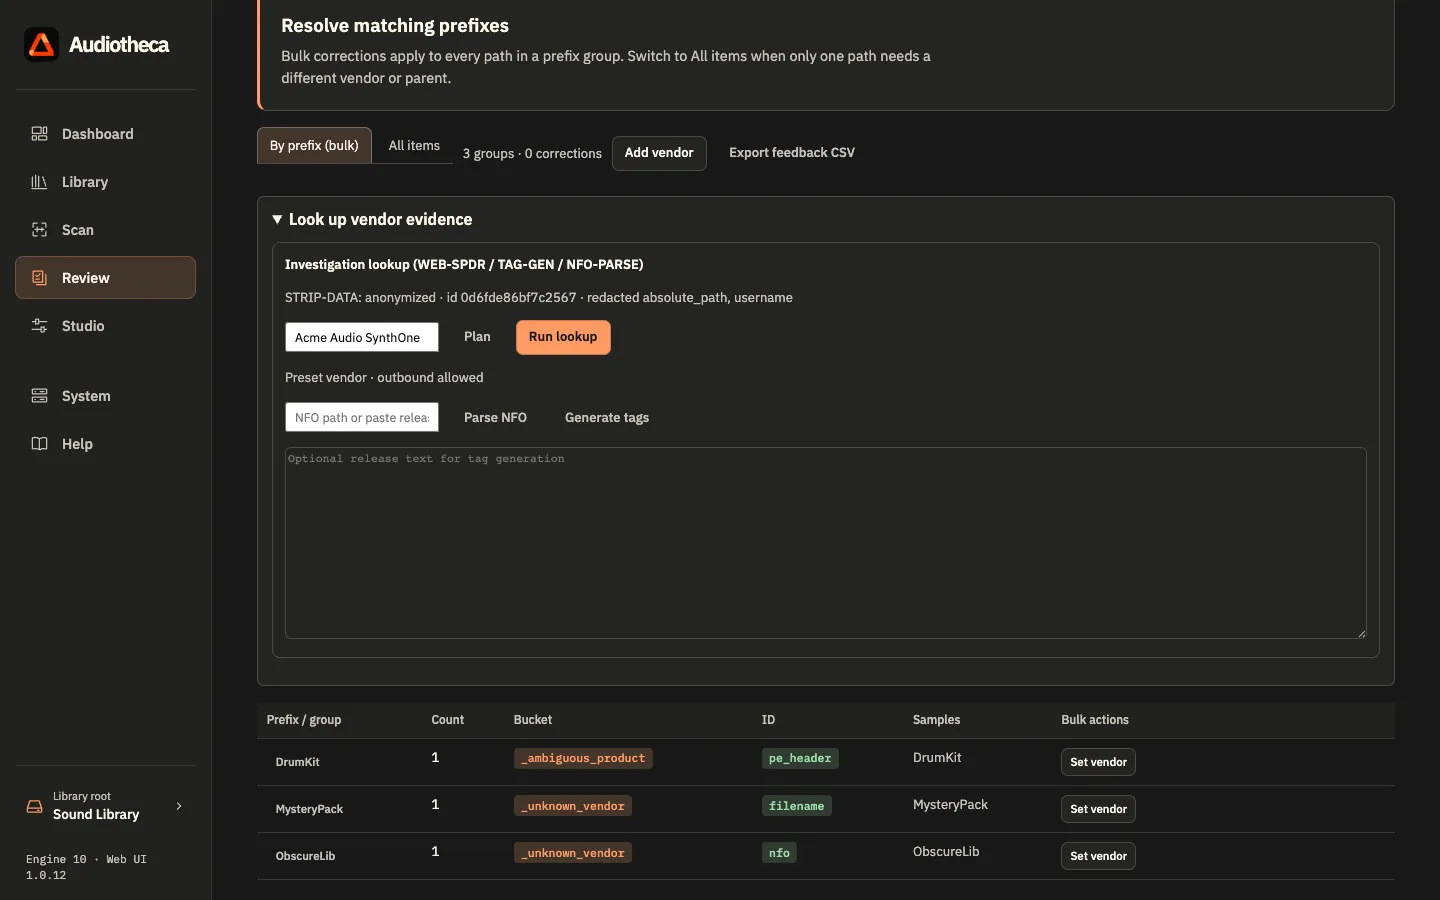 Audiotheca
Dashboard
Library
Scan
Review
Studio
System
Help
Library root
Sound Library
Engine 10 · Web UI
1.0.12
Resolve matching prefixes
Bulk corrections apply to every path in a prefix group. Switch to All items when only one path needs a
different vendor or parent.
By prefix (bulk) All items 3 groups · 0 corrections Add vendor Export feedback CSV
Look up vendor evidence
Investigation lookup (WEB-SPDR / TAG-GEN / NFO-PARSE)
STRIP-DATA: anonymized · id 0d6fde86bf7c2567 · redacted absolute_path, username
Acme Audio SynthOne Plan Run lookup
Preset vendor · outbound allowed
NFO path or paste relea Parse NFO Generate tags
Optional release text for tag generation
Prefix / group Count Bucket ID Samples Bulk actions
DrumKit 1 _ambiguous_product pe_header DrumKit Set vendor
MysteryPack 1 _unknown_vendor filename MysteryPack Set vendor
ObscureLib 1 _unknown_vendor nfo ObscureLib Set vendor